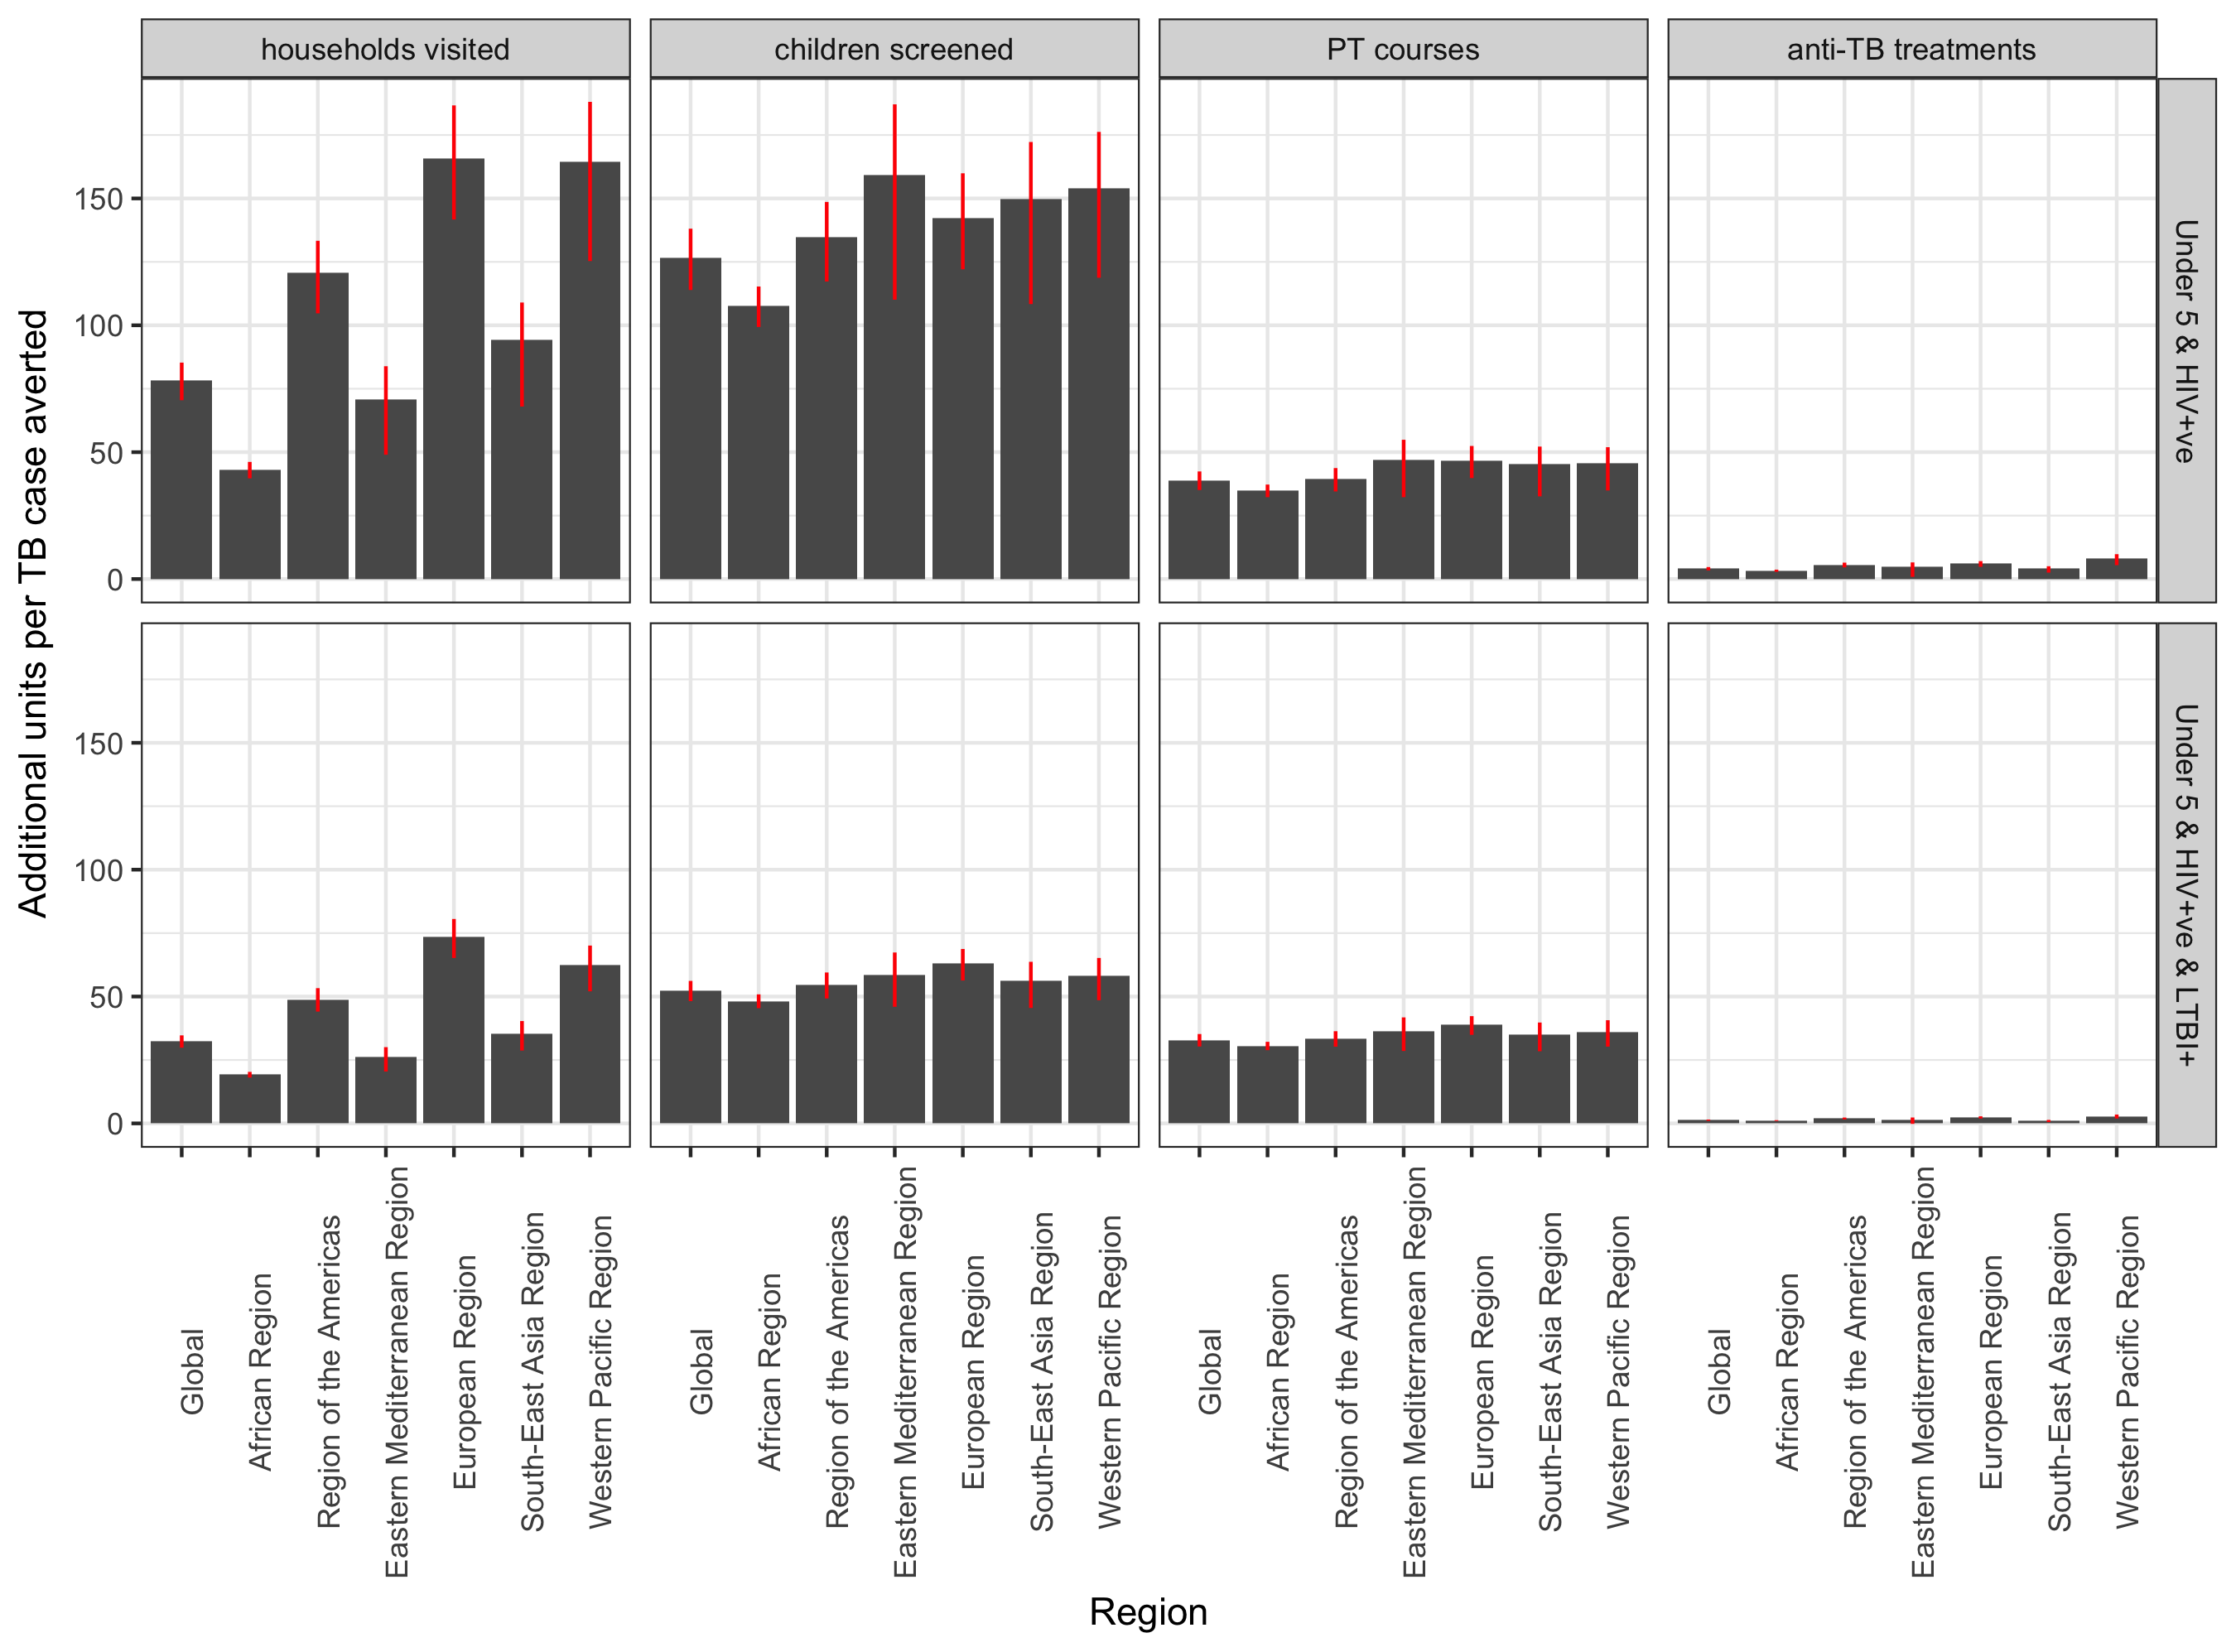 households visited
children screened
PT courses
anti-TB treatments
Additional units per TB case averted
150
100
50
0
Under 5 & HIV+ve
150
100
50
0
Under 5 & HIV+ve & LTBI+
Global
African Region
Region of the Americas
Eastern Mediterranean Region
European Region
South-East Asia Region
Western Pacific Region
Global
African Region
Region of the Americas
Eastern Mediterranean Region
European Region
South-East Asia Region
Western Pacific Region
Global
African Region
Region of the Americas
Eastern Mediterranean Region
European Region
South-East Asia Region
Western Pacific Region
Global
African Region
Region of the Americas
Eastern Mediterranean Region
European Region
South-East Asia Region
Western Pacific Region
Region